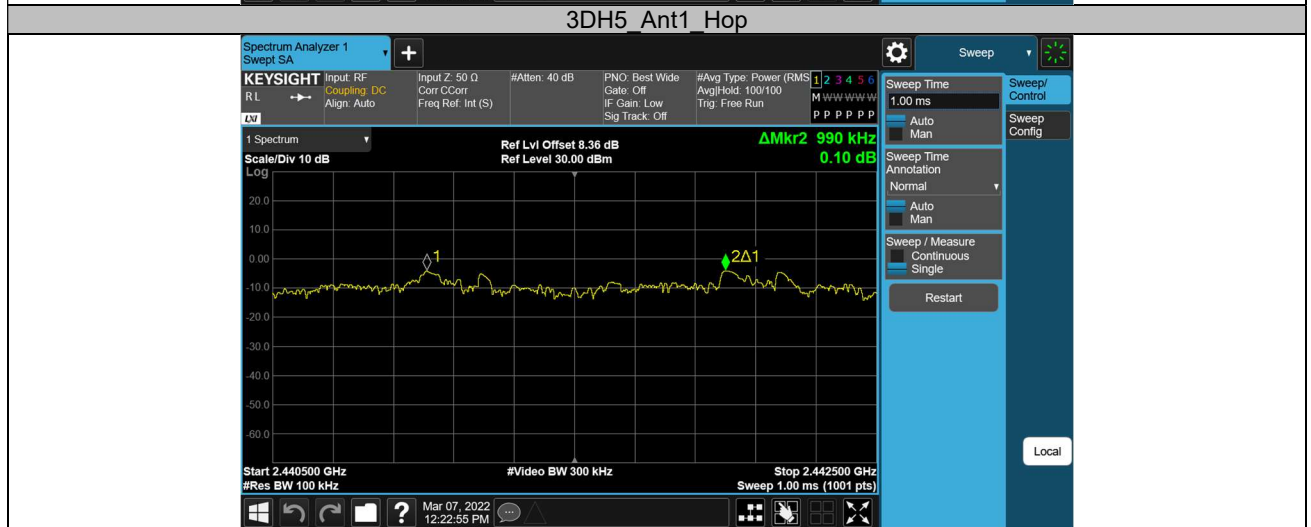 3DH5_Ant1_Hop
Spectrum Analyzer 1
Swept SA
+
Sweep
KEYSIGHT
RL
LXI
Input: RF
Coupling: DC
Align: Auto
Input Z: 50 Ω
Corr CCorr
Freq Ref: Int (S)
#Atten: 40 dB
PNO: Best Wide
Gate: Off
IF Gain: Low
Sig Track: Off
#Avg Type: Power (RMS
Avg|Hold: 100/100
Trig: Free Run
1 2 3 4 5 6
M W W W W W
P P P P P P
1 Spectrum
Scale/Div 10 dB
Log
Ref Lvl Offset 8.36 dB
Ref Level 30.00 dBm
ΔMkr2 990 kHz
0.10 dB
20.0
10.0
0.00
-10.0
-20.0
-30.0
-40.0
-50.0
-60.0
1
2Δ1
Start 2.440500 GHz
#Res BW 100 kHz
#Video BW 300 kHz
Stop 2.442500 GHz
Sweep 1.00 ms (1001 pts)
Sweep Time
1.00 ms
Auto
Man
Sweep Time
Annotation
Normal
Auto
Man
Sweep / Measure
Continuous
Single
Restart
Sweep/
Control
Sweep
Config
Local
?
Mar 07, 2022
12:22:55 PM